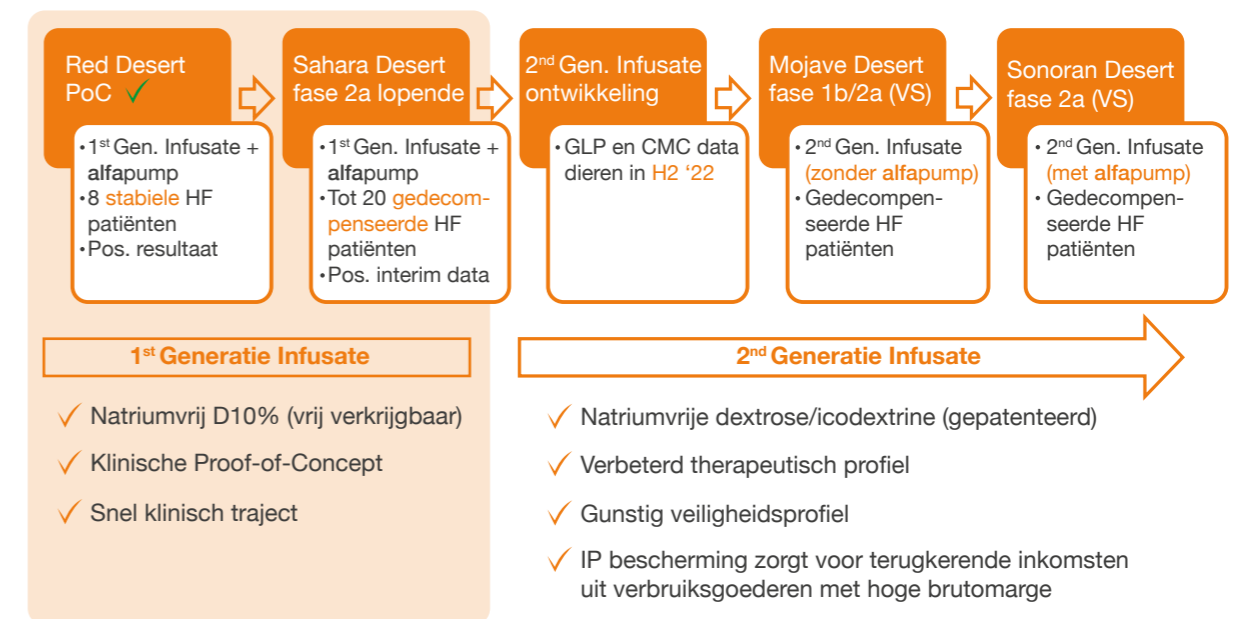 Red Desert
PoC ✓
• 1st Gen. Infusate +
alfapump
• 8 stabiele HF
patiënten
• Pos. resultaat
Sahara Desert
fase 2a lopende
• 1st Gen. Infusate +
alfapump
• Tot 20 gedecom-
penseerde HF
patiënten
• Pos. interim data
2nd Gen. Infusate
ontwikkeling
• GLP en CMC data
dieren in H2 ‘22
Mojave Desert
fase 1b/2a (VS)
• 2nd Gen. Infusate
(zonder alfapump)
• Gedecompen-
seerde HF
patiënten
Sonoran Desert
fase 2a (VS)
• 2nd Gen. Infusate
(met alfapump)
• Gedecompen-
seerde HF
patiënten
1st Generatie Infusate
✓ Natriumvrij D10% (vrij verkrijgbaar)
✓ Klinische Proof-of-Concept
✓ Snel klinisch traject
2nd Generatie Infusate
✓ Natriumvrije dextrose/icodextrine (gepatenteerd)
✓ Verbeterd therapeutisch profiel
✓ Gunstig veiligheidsprofiel
✓ IP bescherming zorgt voor terugkerende inkomsten
uit verbruiksgoederen met hoge brutomarge